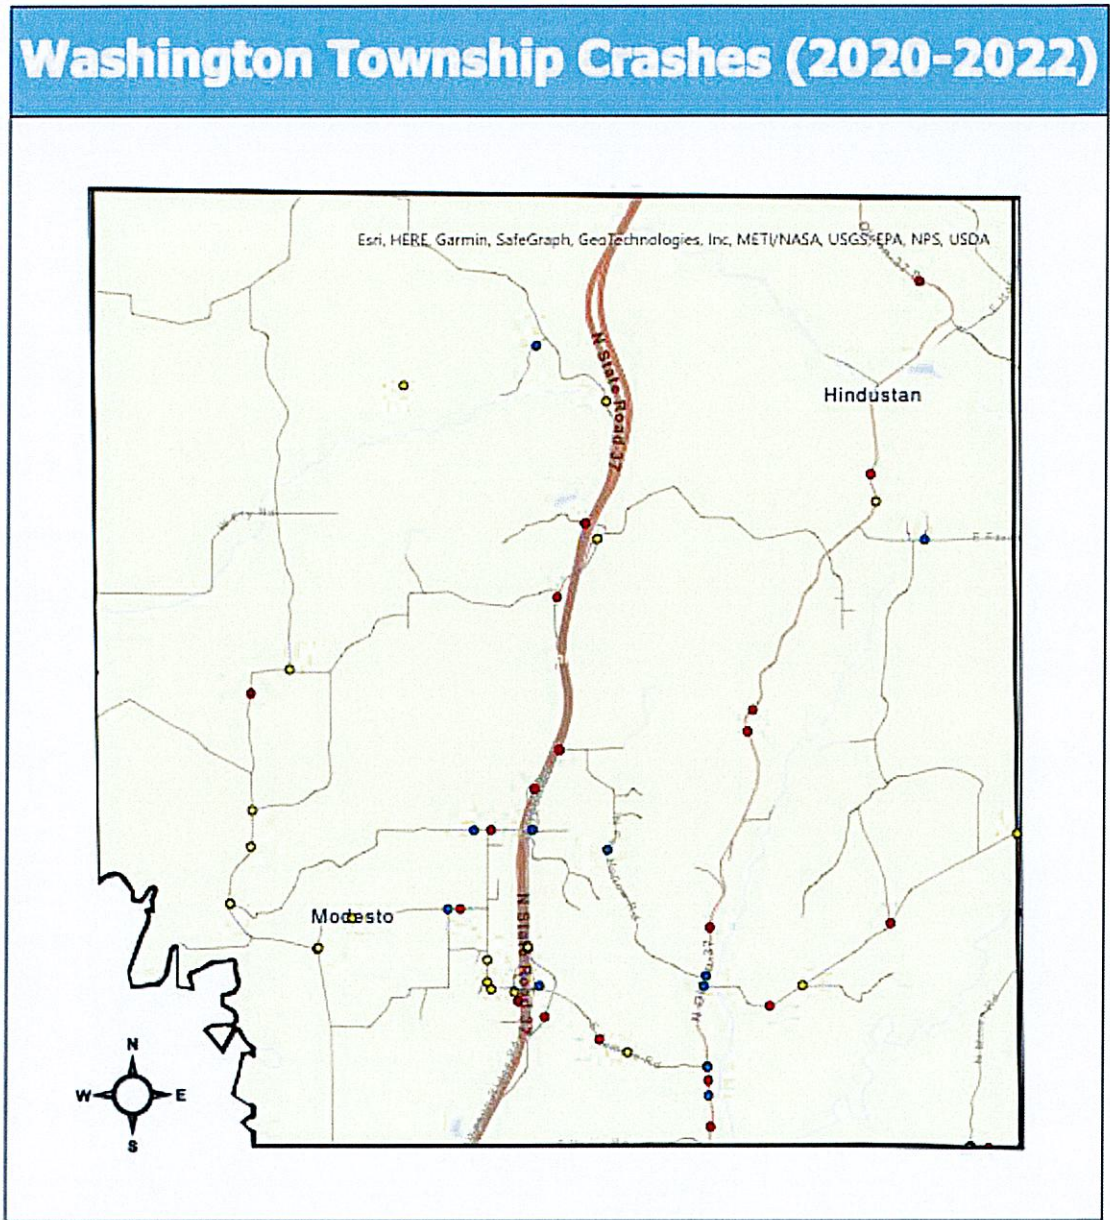 Washington Township Crashes (2020-2022)
Esri, HERE, Garmin, SafeGraph, GeoTechnologies, Inc, METI/NASA, USGS, EPA, NPS, USDA
N State Road 37
Hindustan
Modesto
N State Road 37
N
W
E
S